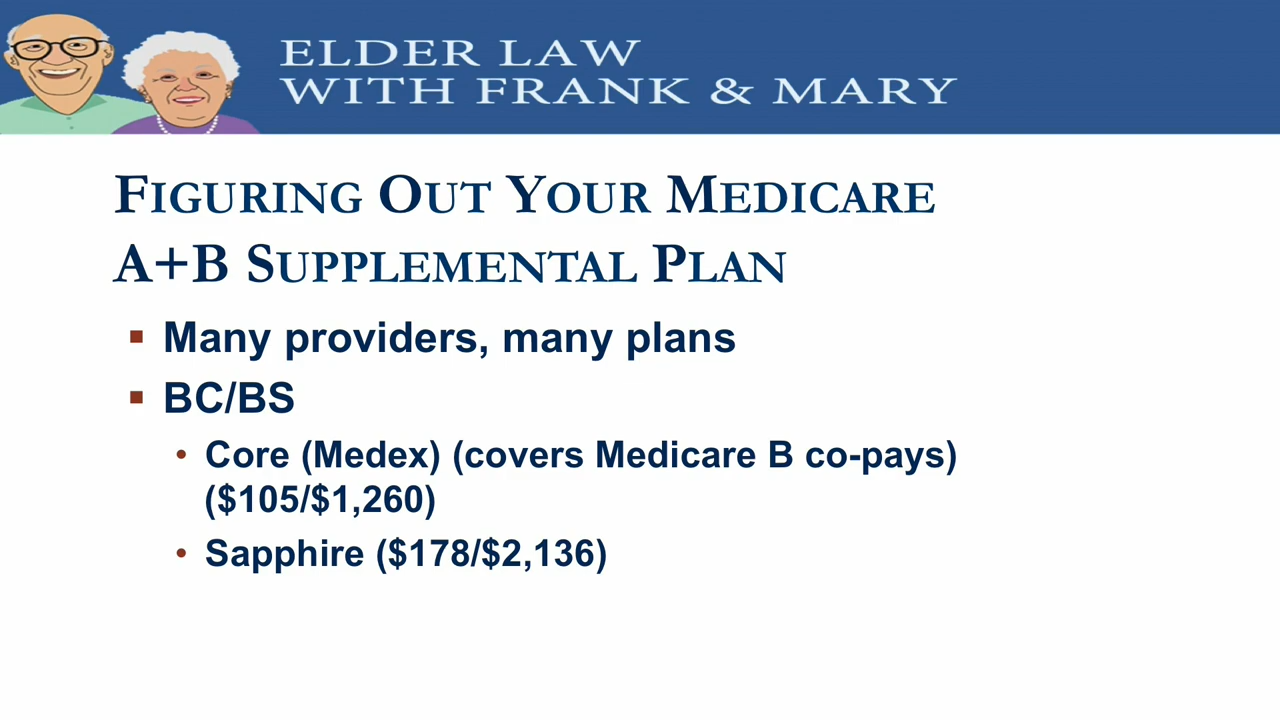 ELDER LAW
WITH FRANK & MARY
FIGURING OUT YOUR MEDICARE
A+B SUPPLEMENTAL PLAN
▪ Many providers, many plans
▪ BC/BS
• Core (Medex) (covers Medicare B co-pays)
($105/$1,260)
• Sapphire ($178/$2,136)